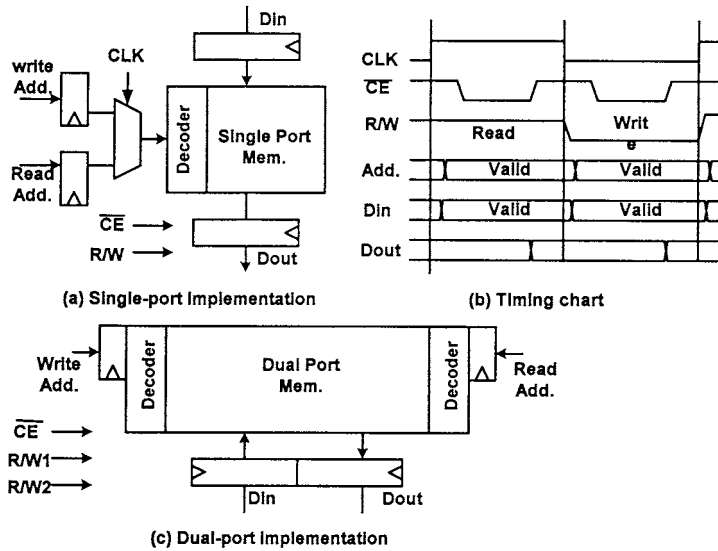 Din
write
Add.
CLK
Decoder
Single Port
Mem.
Read
Add.
CE
R/W
Dout
(a) Single-port Implementation
CLK
CE
R/W
Read
Writ
e
Add.
Valid
Valid
Din
Valid
Valid
Dout
(b) Timing chart
Write
Add.
Decoder
Dual Port
Mem.
Decoder
Read
Add.
CE
R/W1
R/W2
Din
Dout
(c) Dual-port Implementation